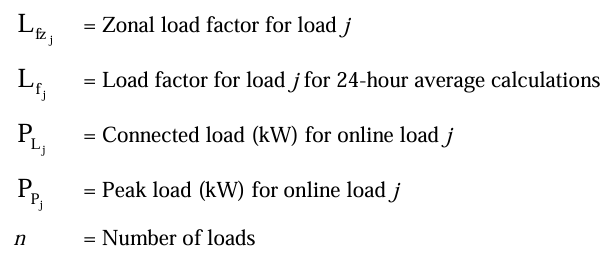 L_fz_j = Zonal load factor for load j
L_f_j = Load factor for load j for 24-hour average calculations
P_L_j = Connected load (kW) for online load j
P_P_j = Peak load (kW) for online load j
n = Number of loads